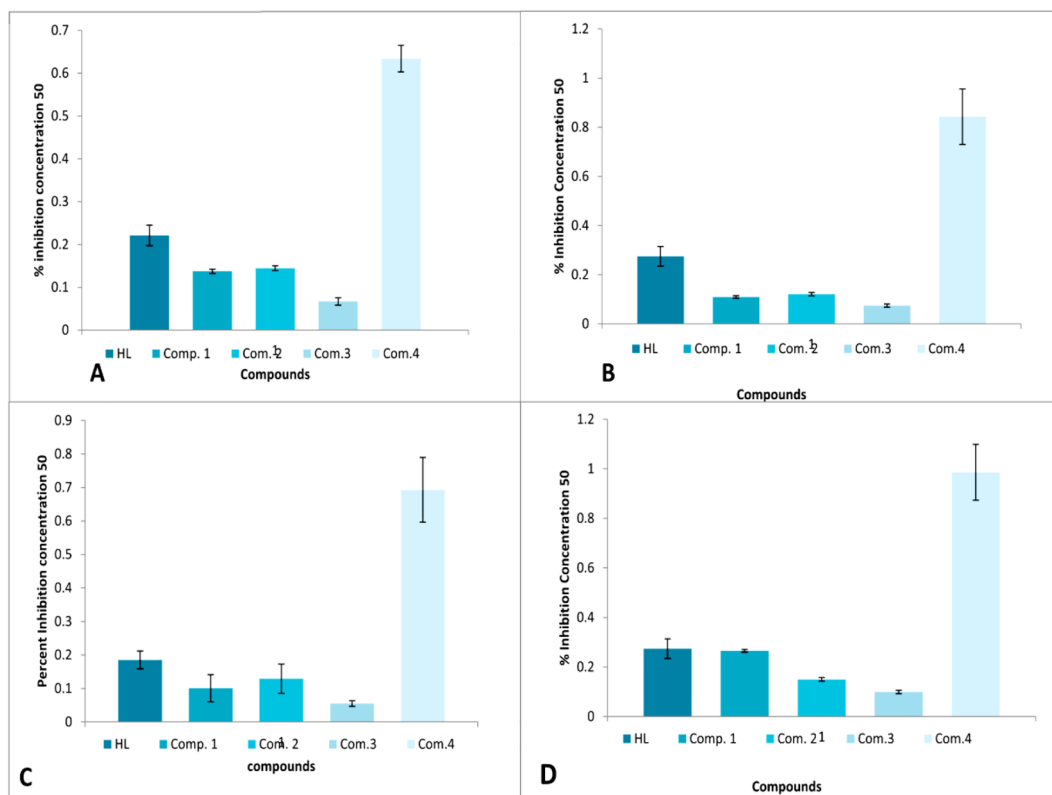 % inhibition concentration 50
0.7
0.6
0.5
0.4
0.3
0.2
0.1
0
HL Comp. 1 Com. 2 Com.3 Com.4
1
Compounds
A
% Inhibition Concentration 50
1.2
1
0.8
0.6
0.4
0.2
0
HL Comp. 1 Com. 2 Com.3 Com.4
1
Compounds
B
Percent Inhibition concentration 50
0.9
0.8
0.7
0.6
0.5
0.4
0.3
0.2
0.1
0
HL Comp. 1 Com. 2 Com.3 Com.4
1
compounds
C
% Inhibition Concentration 50
1.2
1
0.8
0.6
0.4
0.2
0
HL Comp. 1 Com. 2 1 Com.3 Com.4
Compounds
D